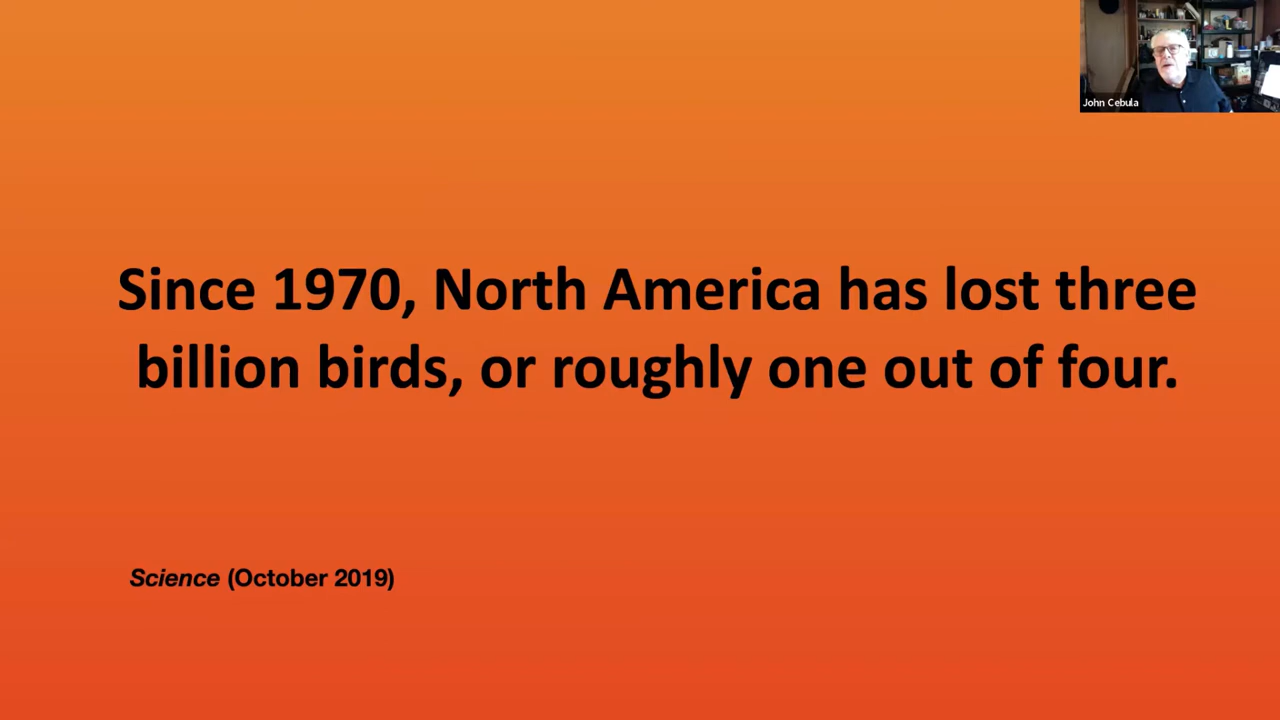 John Cebula
Since 1970, North America has lost three
billion birds, or roughly one out of four.
Science (October 2019)